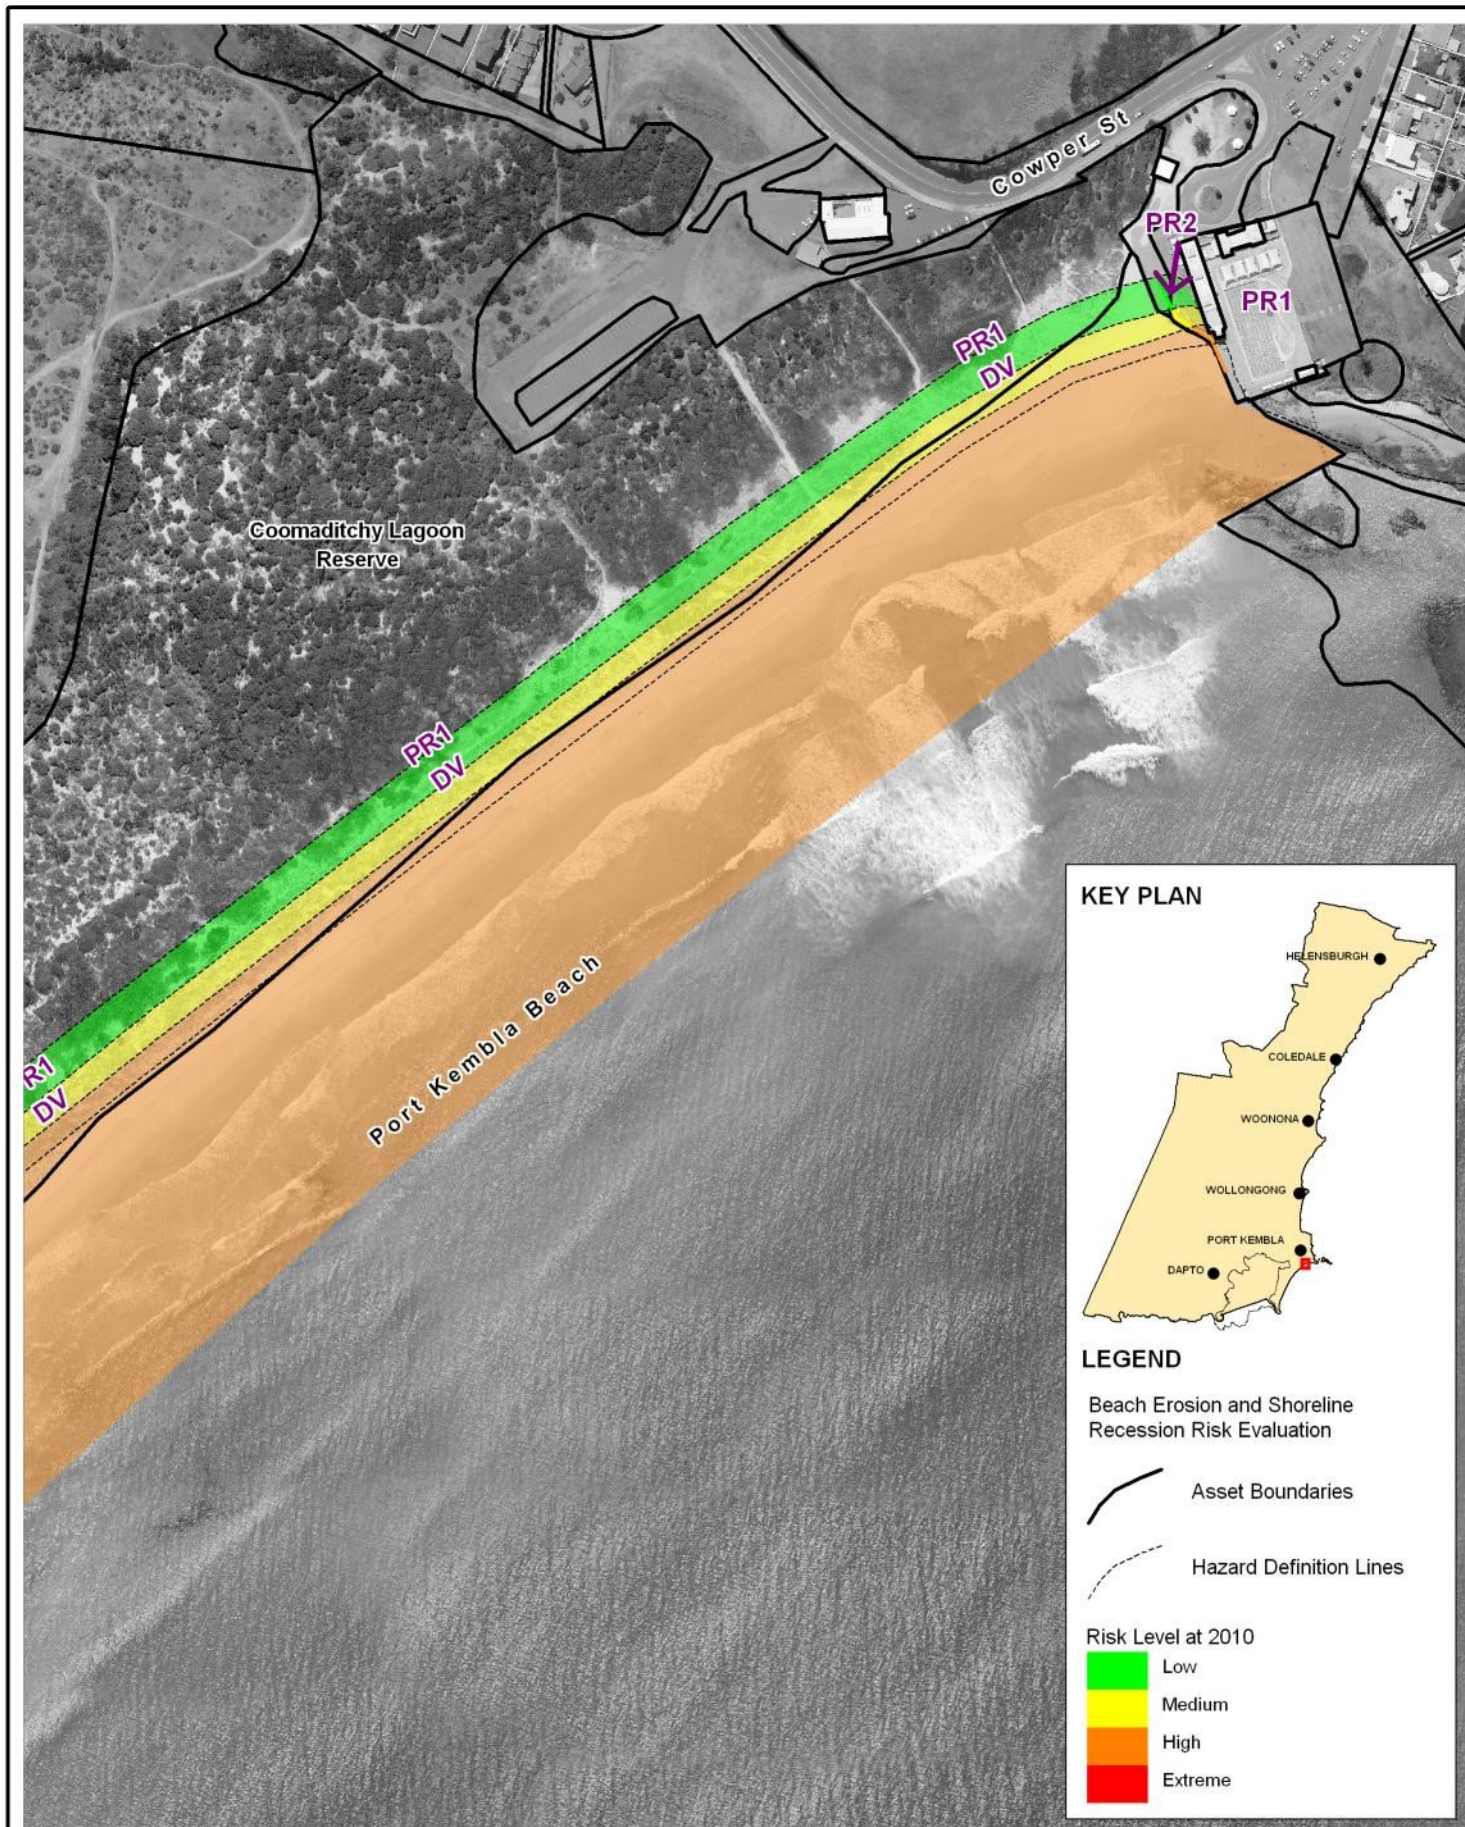 Cowper St
PR2
PR1
PR1
DV
Coomaditchy Lagoon
Reserve
PR1
DV
Port Kembla Beach
R1
DV
KEY PLAN
HELENSBURGH
COLEDALE
WOONONA
WOLLONGONG
PORT KEMBLA
DAPTO
LEGEND
Beach Erosion and Shoreline
Recession Risk Evaluation
Asset Boundaries
Hazard Definition Lines
Risk Level at 2010
Low
Medium
High
Extreme